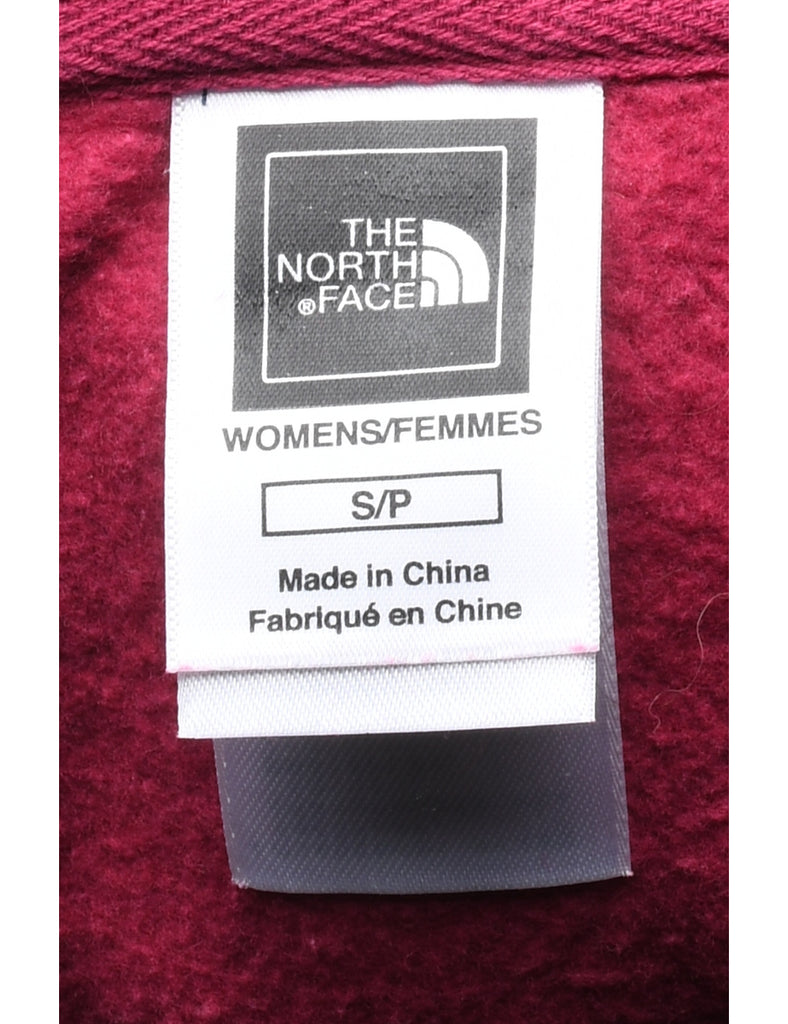 THE
NORTH
®FACE
WOMENS/FEMMES
S/P
Made in China
Fabriqué en Chine